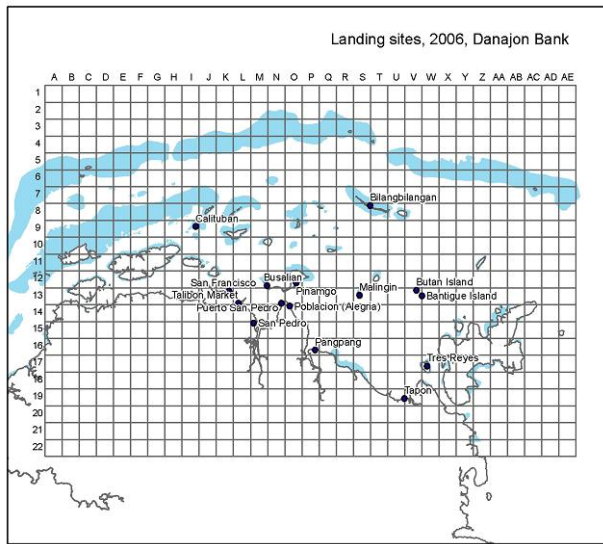 Landing sites, 2006, Danajon Bank
A B C D E F G H I J K L M N O P Q R S T U V W X Y Z AA AB AC AD AE
1
2
3
4
5
6
7
8
9
10
11
12
13
14
15
16
17
18
19
20
21
22
Bilangbilangan
Calituban
San Francisco
Busalian
Pinamgo
Malingin
Butan Island
Bantigue Island
Talibon Market
Puerto San Pedro
Poblacion (Alegria)
San Pedro
Pangpang
Tres Reyes
Tapon